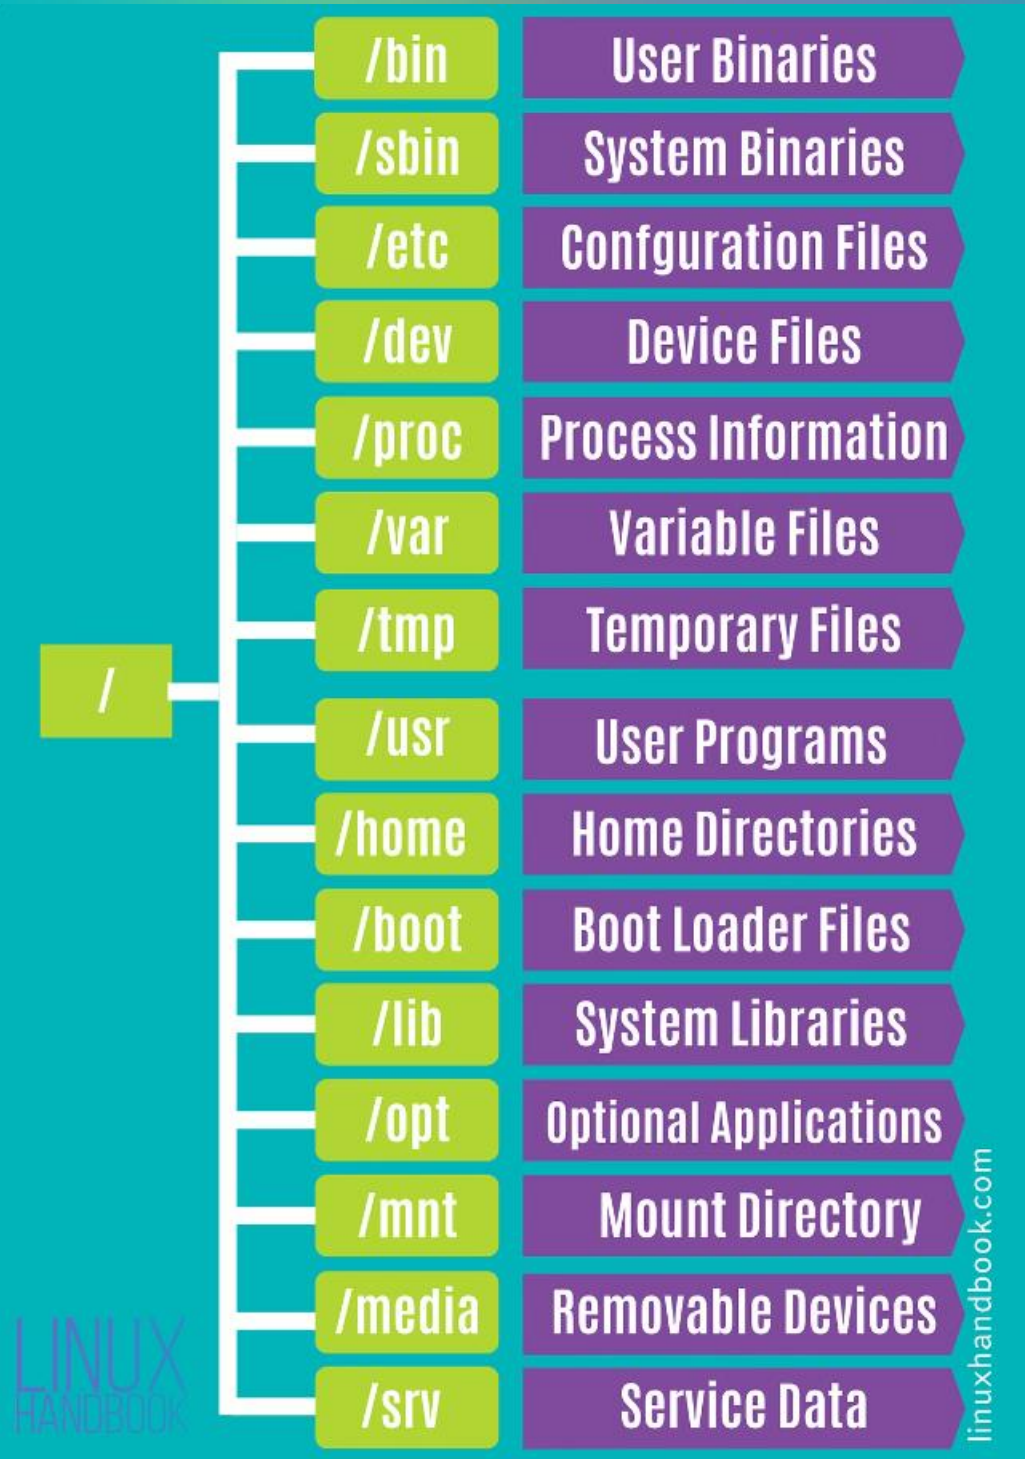 /bin User Binaries
/sbin System Binaries
/etc Confguration Files
/dev Device Files
/proc Process Information
/var Variable Files
/tmp Temporary Files
/
/usr User Programs
/home Home Directories
/boot Boot Loader Files
/lib System Libraries
/opt Optional Applications
/mnt Mount Directory
/media Removable Devices
/srv Service Data
LINUX
HANDBOOK
linuxhandbook.com